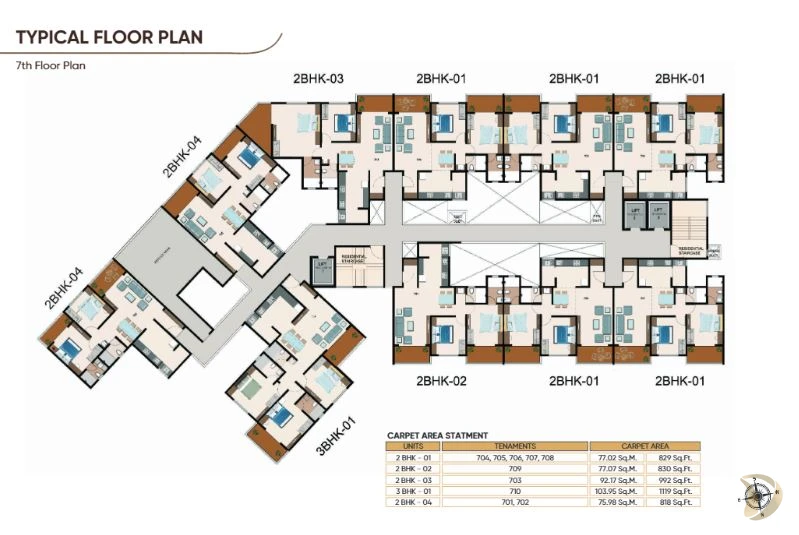 TYPICAL FLOOR PLAN
7th Floor Plan
2BHK-03
2BHK-01
2BHK-01
2BHK-01
2BHK-04
2BHK-04
LIFT
LIFT
RESIDENTIAL
STAIRCASE
LIFT
RESIDENTIAL
STAIRCASE
2BHK-02
2BHK-01
2BHK-01
3BHK-01
CARPET AREA STATMENT
UNITS TENAMENTS CARPET AREA
2 BHK - 01 704, 705, 706, 707, 708 77.02 Sq.M. 829 Sq.Ft.
2 BHK - 02 709 77.07 Sq.M. 830 Sq.Ft.
2 BHK - 03 703 92.17 Sq.M. 992 Sq.Ft.
3 BHK - 01 710 103.95 Sq.M. 1119 Sq.Ft.
2 BHK - 04 701, 702 75.98 Sq.M. 818 Sq.Ft.